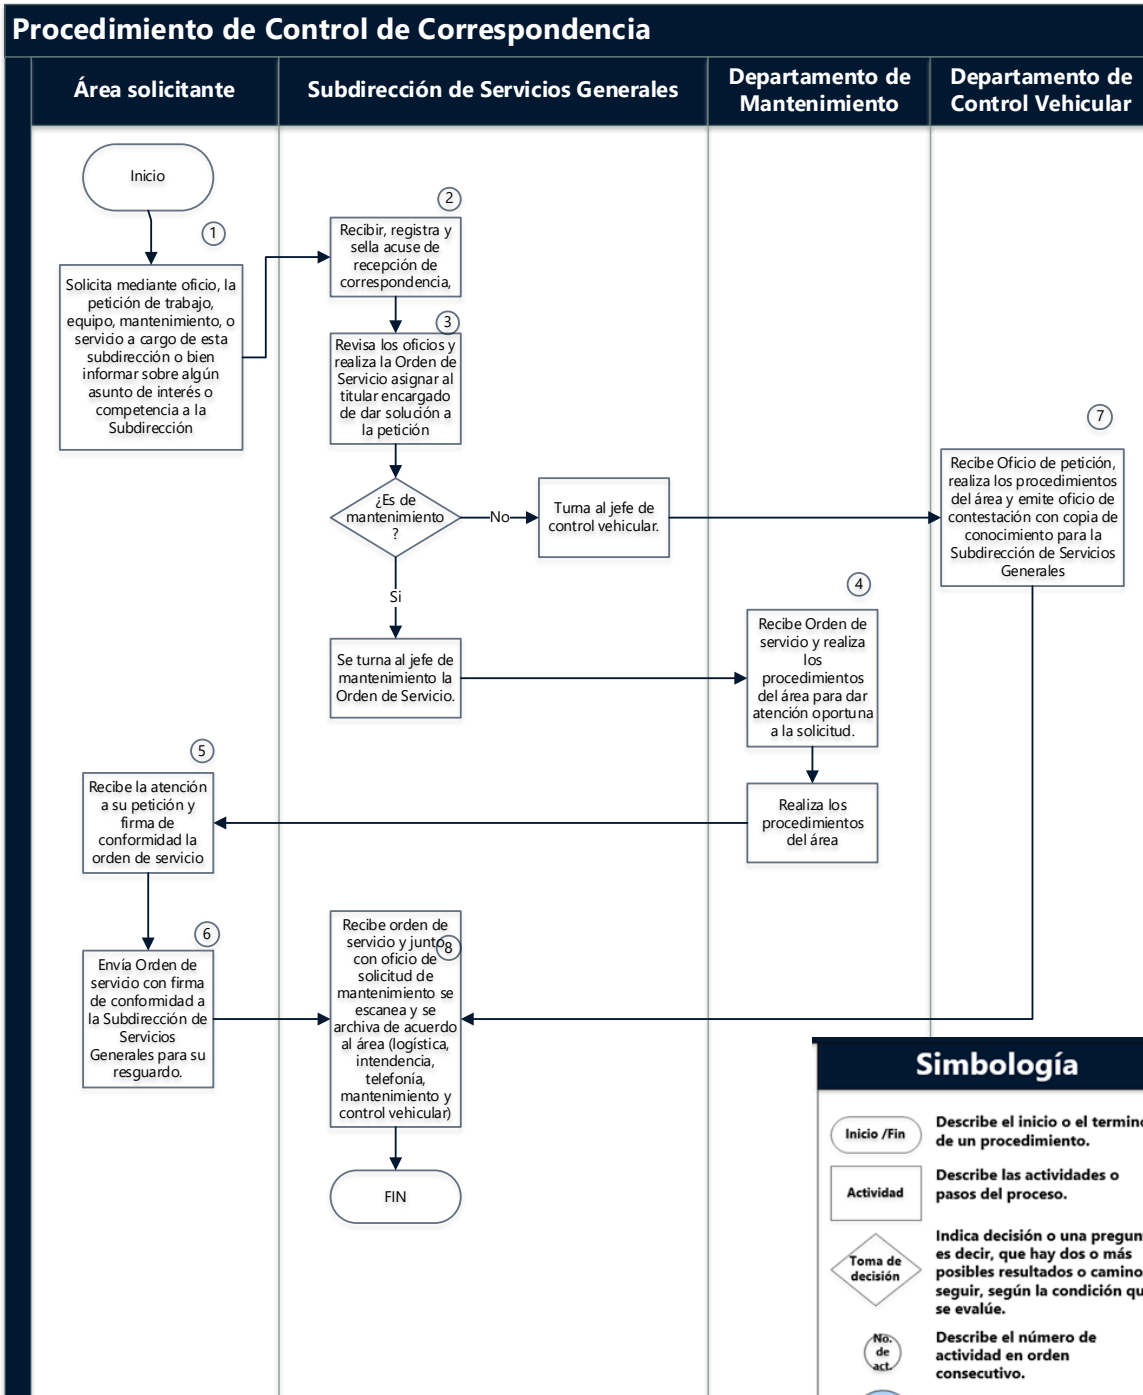 Procedimiento de Control de Correspondencia
Área solicitante
Subdirección de Servicios Generales
Departamento de
Mantenimiento
Departamento de
Control Vehicular
Inicio
1
Solicita mediante oficio, la
petición de trabajo,
equipo, mantenimiento, o
servicio a cargo de esta
subdirección o bien
informar sobre algún
asunto de interés o
competencia a la
Subdirección
2
Recibir, registra y
sella acuse de
recepción de
correspondencia,
3
Revisa los oficios y
realiza la Orden de
Servicio asignar al
titular encargado
de dar solución a
la petición
¿Es de
mantenimiento
?
No
Turna al jefe de
control vehicular.
7
Recibe Oficio de petición,
realiza los procedimientos
del área y emite oficio de
contestación con copia de
conocimiento para la
Subdirección de Servicios
Generales
Si
Se turna al jefe de
mantenimiento la
Orden de Servicio.
4
Recibe Orden de
servicio y realiza
los
procedimientos
del área para dar
atención oportuna
a la solicitud.
Realiza los
procedimientos
del área
5
Recibe la atención
a su petición y
firma de
conformidad la
orden de servicio
6
Envía Orden de
servicio con firma
de conformidad a
la Subdirección de
Servicios
Generales para su
resguardo.
8
Recibe orden de
servicio y junto
con oficio de
solicitud de
mantenimiento se
escanea y se
archiva de acuerdo
al área (logística,
intendencia,
telefonía,
mantenimiento y
control vehicular)
FIN
Simbología
Inicio /Fin
Describe el inicio o el termino
de un procedimiento.
Actividad
Describe las actividades o
pasos del proceso.
Toma de
decisión
Indica decisión o una pregun
es decir, que hay dos o más
posibles resultados o camino
seguir, según la condición qu
se evalúe.
No.
de
act.
Describe el número de
actividad en orden
consecutivo.